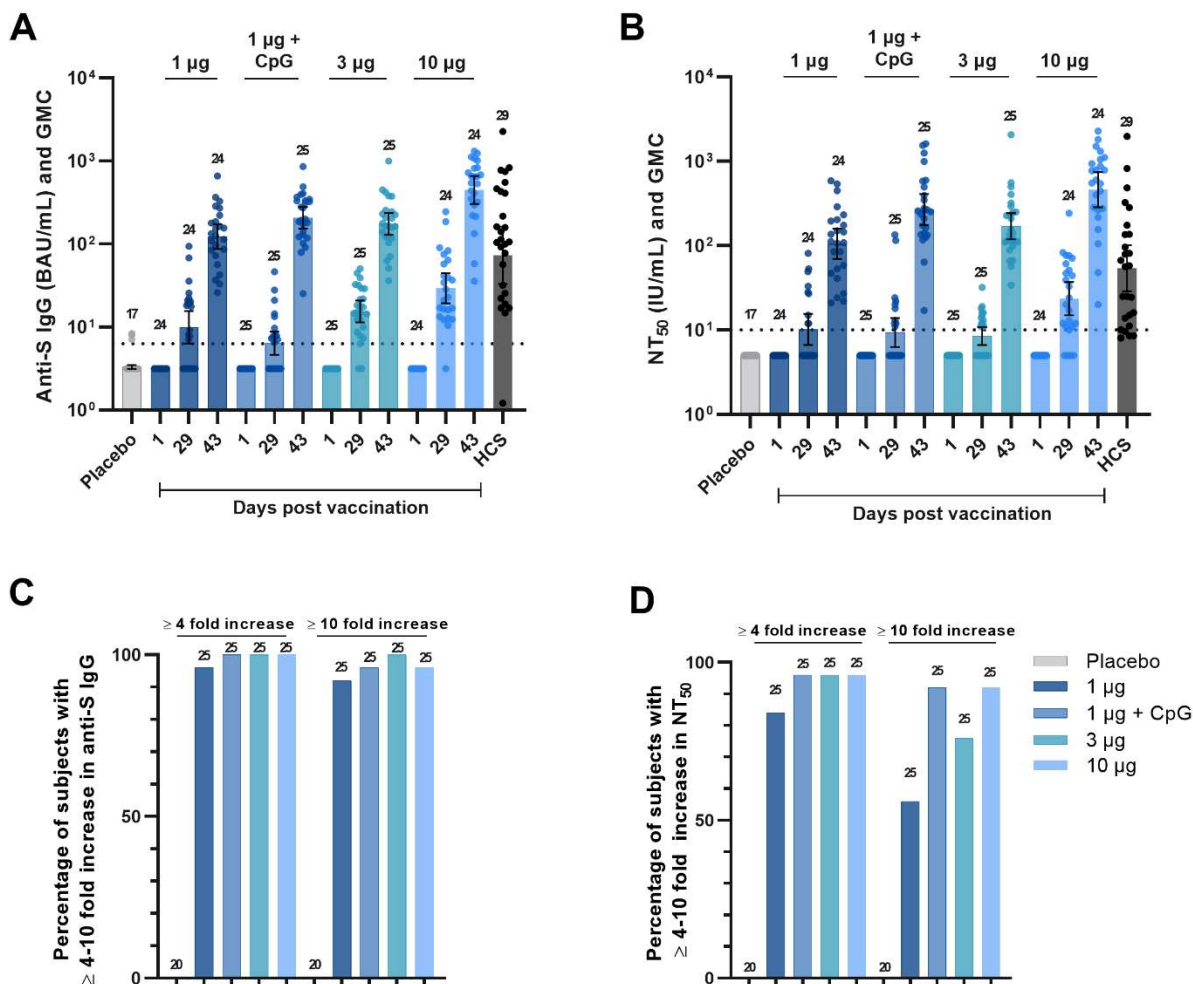 A
1 µg
1 µg +
CpG
3 µg
10 µg
Anti-S IgG (BAU/mL) and GMC
10⁴
10³
10²
10¹
10⁰
17
24
24
24
25
25
25
25
25
25
24
24
24
29
Placebo
1
29
43
1
29
43
1
29
43
1
29
43
HCS
Days post vaccination
B
1 µg
1 µg +
CpG
3 µg
10 µg
NT₅₀ (IU/mL) and GMC
10⁴
10³
10²
10¹
10⁰
17
24
24
24
25
25
25
25
25
25
24
24
24
29
Placebo
1
29
43
1
29
43
1
29
43
1
29
43
HCS
Days post vaccination
C
≥ 4 fold increase
≥ 10 fold increase
Percentage of subjects with
≥ 4-10 fold increase in anti-S IgG
100
50
0
20
25
25
25
25
20
25
25
25
25
D
≥ 4 fold increase
≥ 10 fold increase
Percentage of subjects with
≥ 4-10 fold increase in NT₅₀
100
50
0
20
25
25
25
25
20
25
25
25
25
Placebo
1 µg
1 µg + CpG
3 µg
10 µg